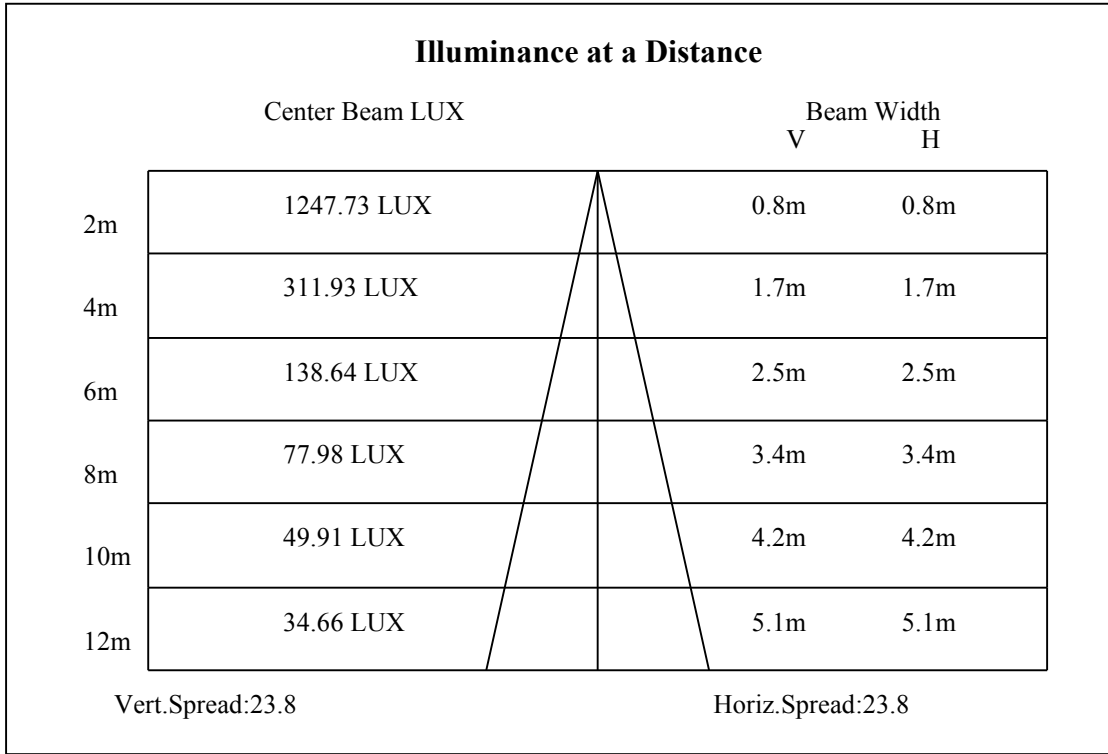 Illuminance at a Distance
Center Beam LUX Beam Width
V H
2m 1247.73 LUX 0.8m 0.8m
4m 311.93 LUX 1.7m 1.7m
6m 138.64 LUX 2.5m 2.5m
8m 77.98 LUX 3.4m 3.4m
10m 49.91 LUX 4.2m 4.2m
12m 34.66 LUX 5.1m 5.1m
Vert.Spread:23.8 Horiz.Spread:23.8